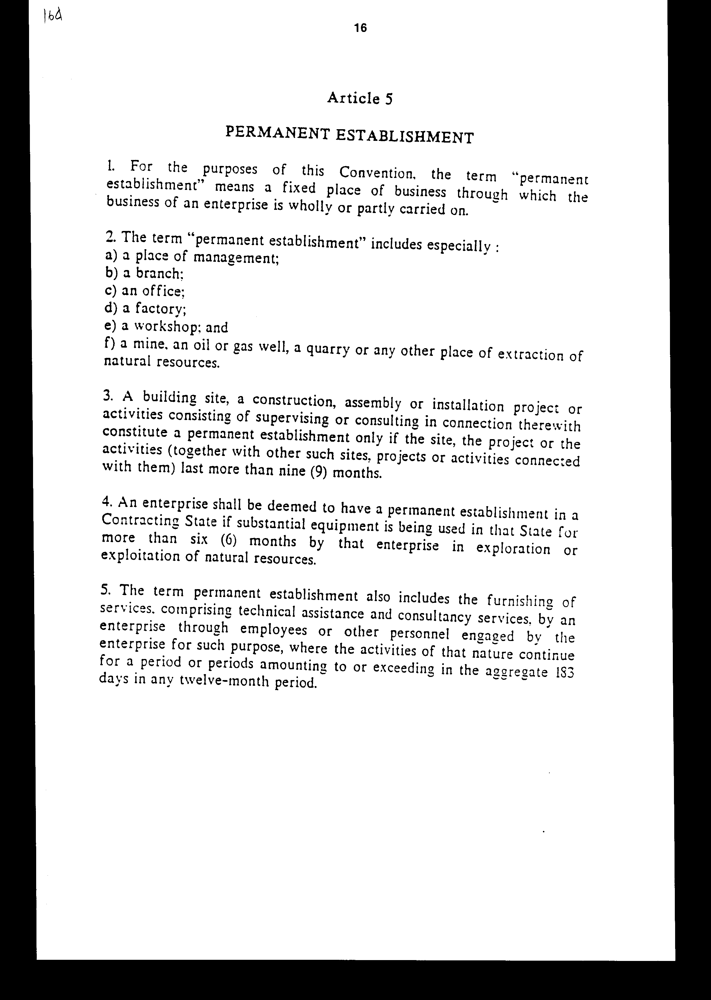 16d
16
Article 5
PERMANENT ESTABLISHMENT
1. For the purposes of this Convention, the term “permanent
establishment” means a fixed place of business through which the
business of an enterprise is wholly or partly carried on.
2. The term “permanent establishment” includes especially :
a) a place of management;
b) a branch;
c) an office;
d) a factory;
e) a workshop; and
f) a mine, an oil or gas well, a quarry or any other place of extraction of
natural resources.
3. A building site, a construction, assembly or installation project or
activities consisting of supervising or consulting in connection therewith
constitute a permanent establishment only if the site, the project or the
activities (together with other such sites, projects or activities connected
with them) last more than nine (9) months.
4. An enterprise shall be deemed to have a permanent establishment in a
Contracting State if substantial equipment is being used in that State for
more than six (6) months by that enterprise in exploration or
exploitation of natural resources.
5. The term permanent establishment also includes the furnishing of
services, comprising technical assistance and consultancy services, by an
enterprise through employees or other personnel engaged by the
enterprise for such purpose, where the activities of that nature continue
for a period or periods amounting to or exceeding in the aggregate 183
days in any twelve-month period.